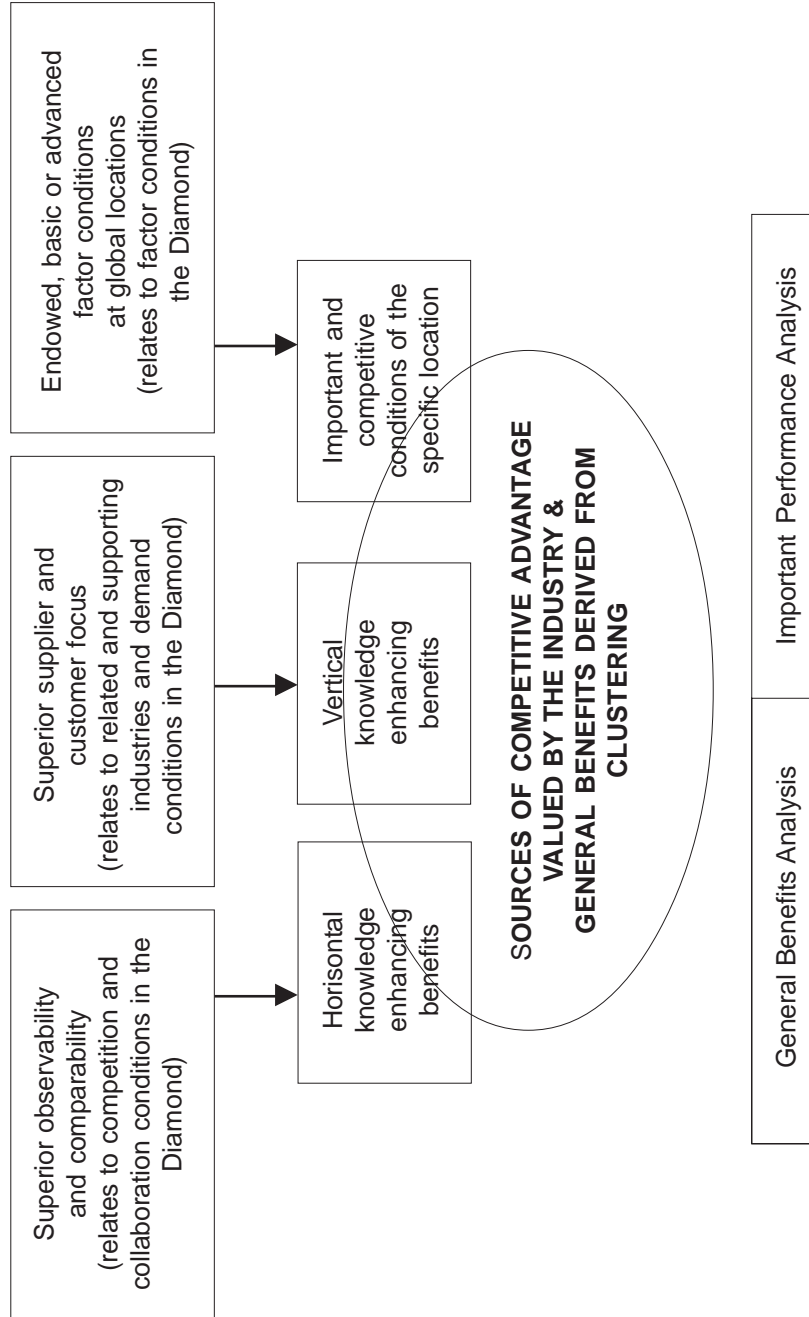 Superior observability
and comparability
(relates to competition and
collaboration conditions in the
Diamond)
Superior supplier and
customer focus
(relates to related and supporting
industries and demand
conditions in the Diamond)
Endowed, basic or advanced
factor conditions
at global locations
(relates to factor conditions in
the Diamond)
Horisontal
knowledge
enhancing
benefits
Vertical
knowledge
enhancing
benefits
Important and
competitive
conditions of the
specific location
SOURCES OF COMPETITIVE ADVANTAGE
VALUED BY THE INDUSTRY &
GENERAL BENEFITS DERIVED FROM
CLUSTERING
General Benefits Analysis
Important Performance Analysis